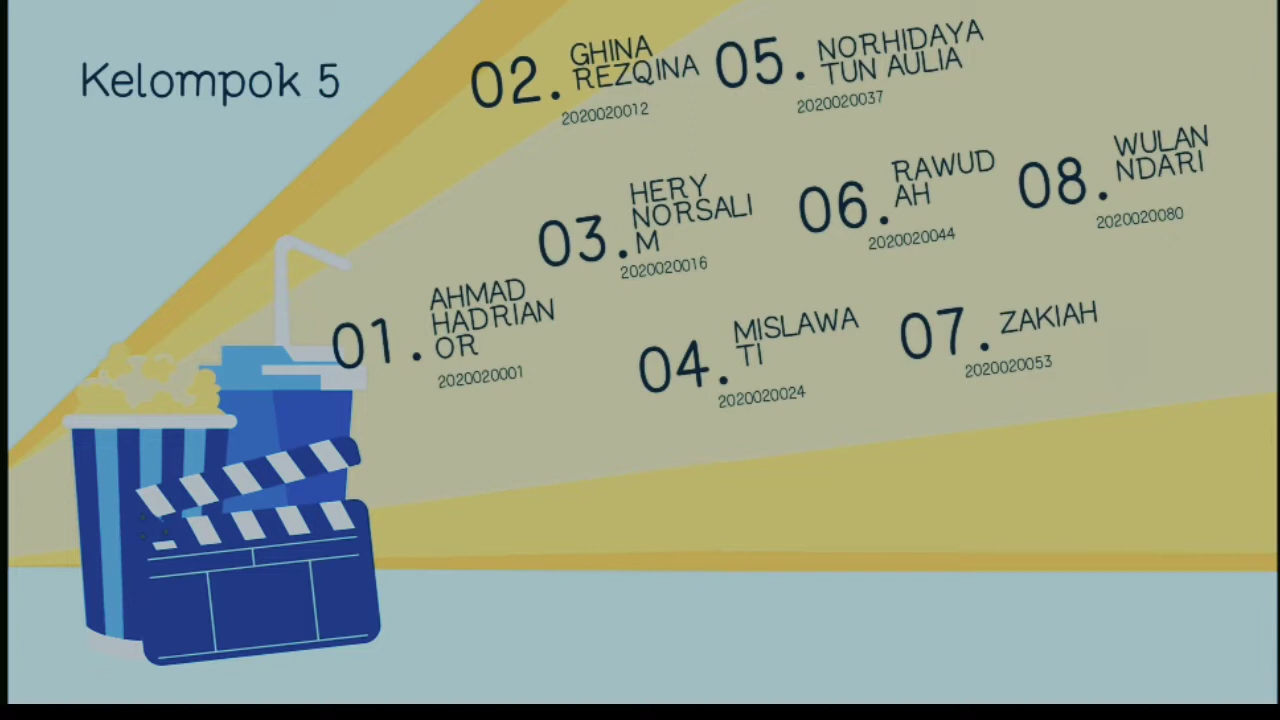 Kelompok 5
01.
AHMAD
HADRIAN
OR
2020020001
02.
GHINA
REZQINA
2020020012
03.
HERY
NORSALI
M
2020020016
04.
MISLAWA
TI
2020020024
05.
NORHIDAYA
TUN AULIA
2020020037
06.
RAWUD
AH
2020020044
07.
ZAKIAH
2020020053
08.
WULAN
NDARI
2020020080